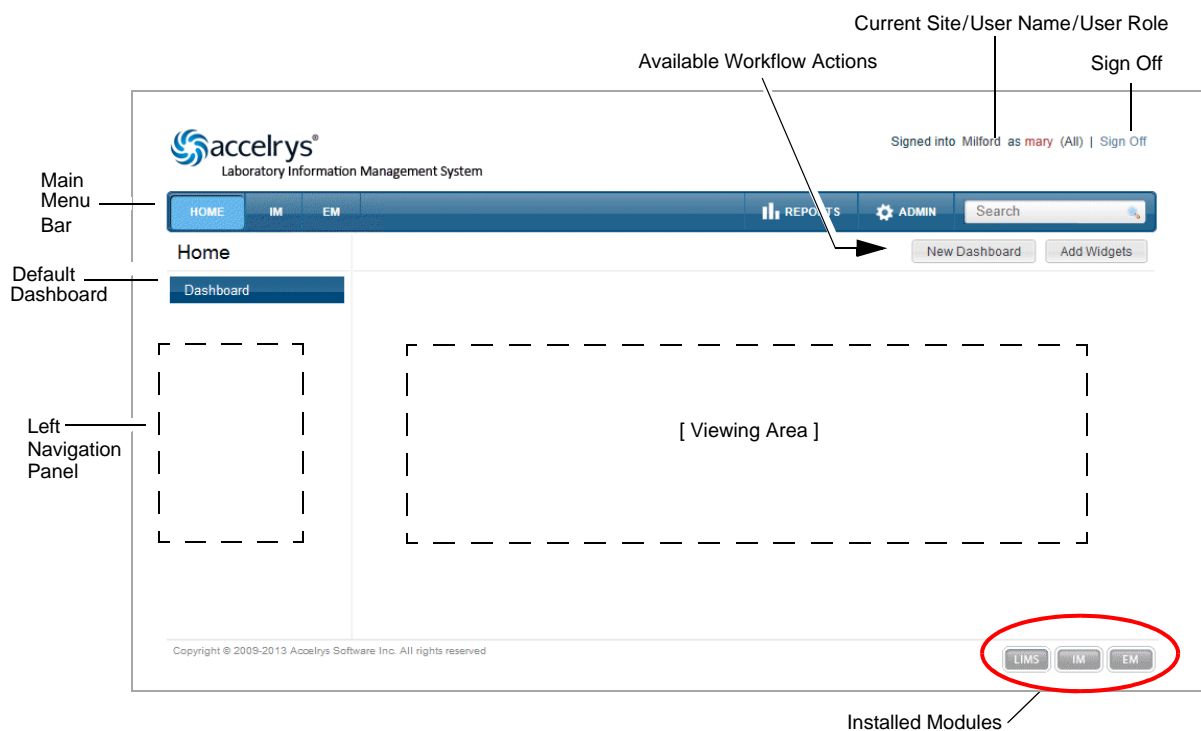 Current Site/User Name/User Role
Available Workflow Actions
Sign Off
Signed into Milford as mary (All) | Sign Off
accelrys®
Laboratory Information Management System
Main
Menu
Bar
HOME IM EM REPORTS ADMIN Search
Home
New Dashboard Add Widgets
Default
Dashboard
Dashboard
Left
Navigation
Panel
[ Viewing Area ]
Copyright © 2009-2013 Accelrys Software Inc. All rights reserved
LIMS IM EM
Installed Modules